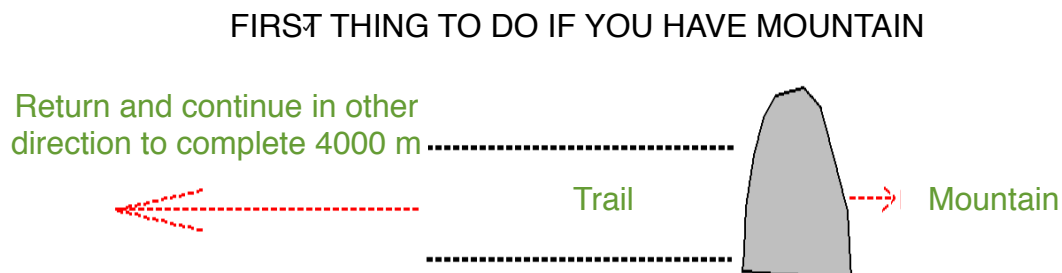 FIRST THING TO DO IF YOU HAVE MOUNTAIN
Return and continue in other
direction to complete 4000 m
Trail
Mountain